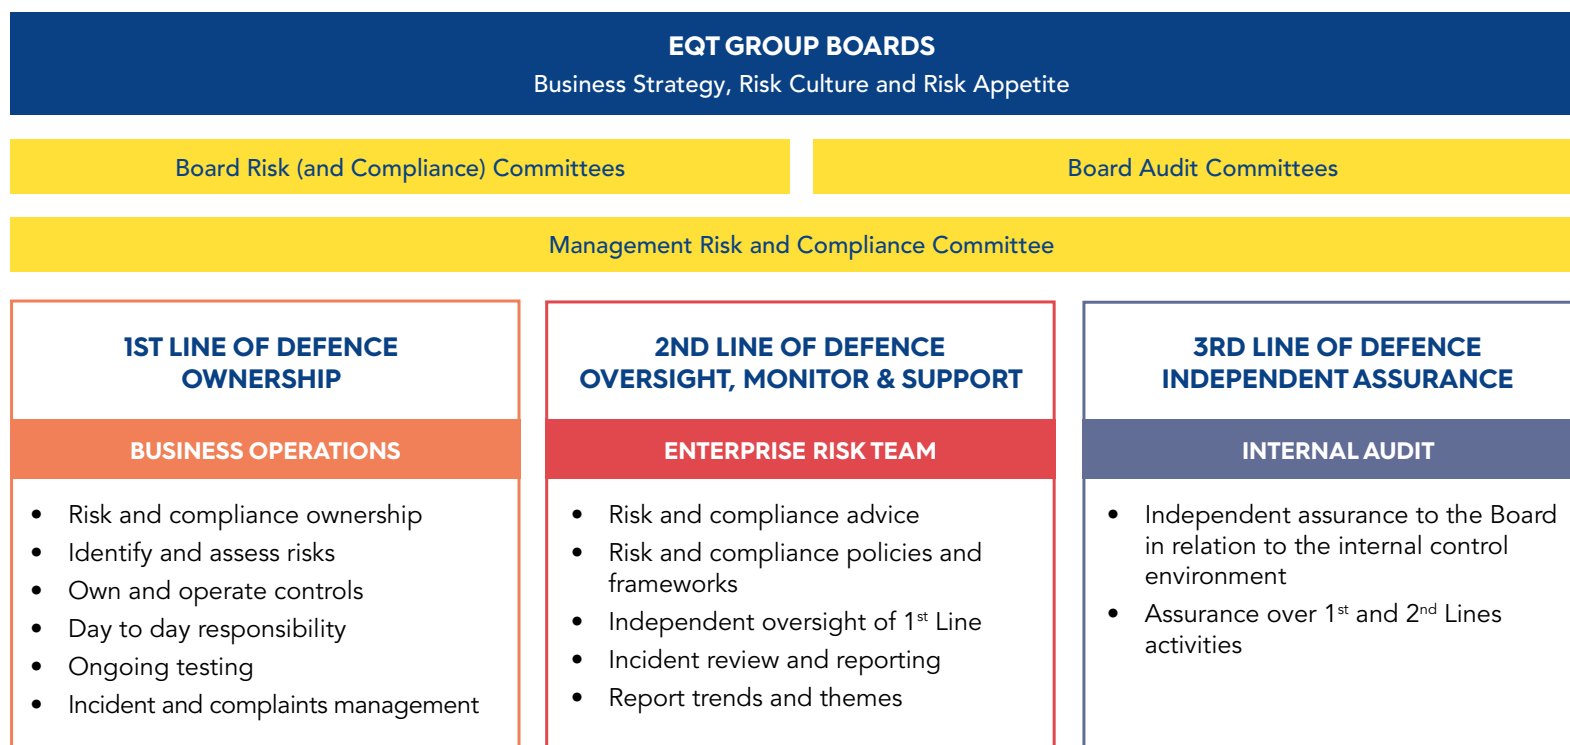 EQT GROUP BOARDS
Business Strategy, Risk Culture and Risk Appetite
Board Risk (and Compliance) Committees
Board Audit Committees
Management Risk and Compliance Committee
1ST LINE OF DEFENCE
OWNERSHIP
BUSINESS OPERATIONS
• Risk and compliance ownership
• Identify and assess risks
• Own and operate controls
• Day to day responsibility
• Ongoing testing
• Incident and complaints management
2ND LINE OF DEFENCE
OVERSIGHT, MONITOR & SUPPORT
ENTERPRISE RISK TEAM
• Risk and compliance advice
• Risk and compliance policies and
frameworks
• Independent oversight of 1st Line
• Incident review and reporting
• Report trends and themes
3RD LINE OF DEFENCE
INDEPENDENT ASSURANCE
INTERNAL AUDIT
• Independent assurance to the Board
in relation to the internal control
environment
• Assurance over 1st and 2nd Lines
activities